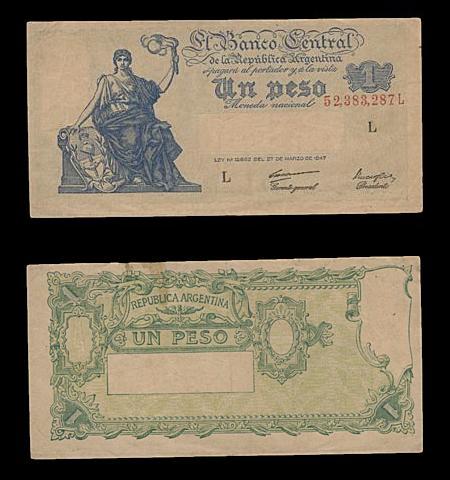 El Banco Central
de la República Argentina
Pagará al portador y á la vista
Un peso
1
Moneda nacional
52,383,287L
L
LEY Nº 12.962 DEL 27 DE MARZO DE 1947
L
Gerente general
Presidente
1
REPUBLICA ARGENTINA
UN PESO
1
1